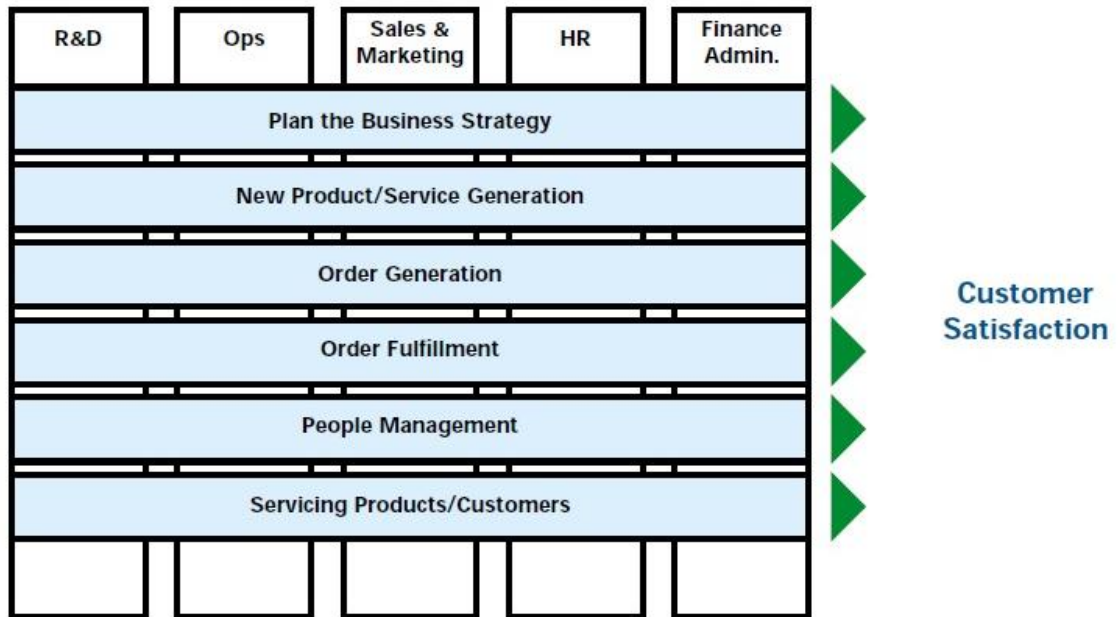 R&D
Ops
Sales &
Marketing
HR
Finance
Admin.
Plan the Business Strategy
New Product/Service Generation
Order Generation
Order Fulfillment
People Management
Servicing Products/Customers
Customer
Satisfaction